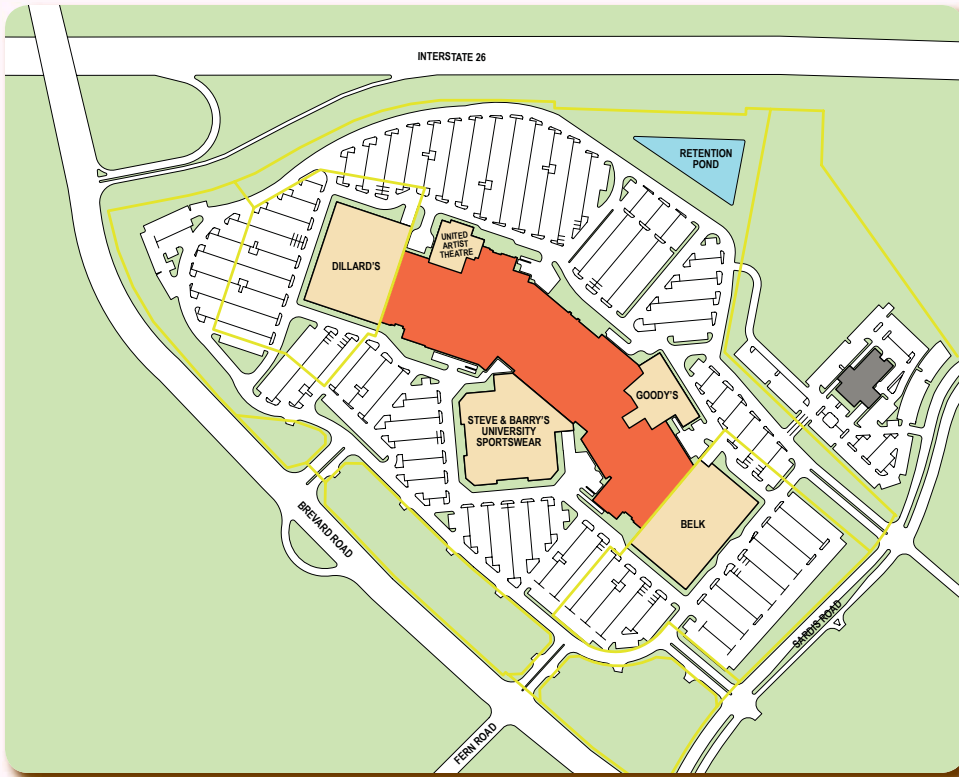 INTERSTATE 26
RETENTION
POND
UNITED
ARTIST
THEATRE
DILLARD'S
GOODY'S
STEVE & BARRY'S
UNIVERSITY
SPORTSWEAR
BELK
BREVARD ROAD
SARDIS ROAD
FERN ROAD